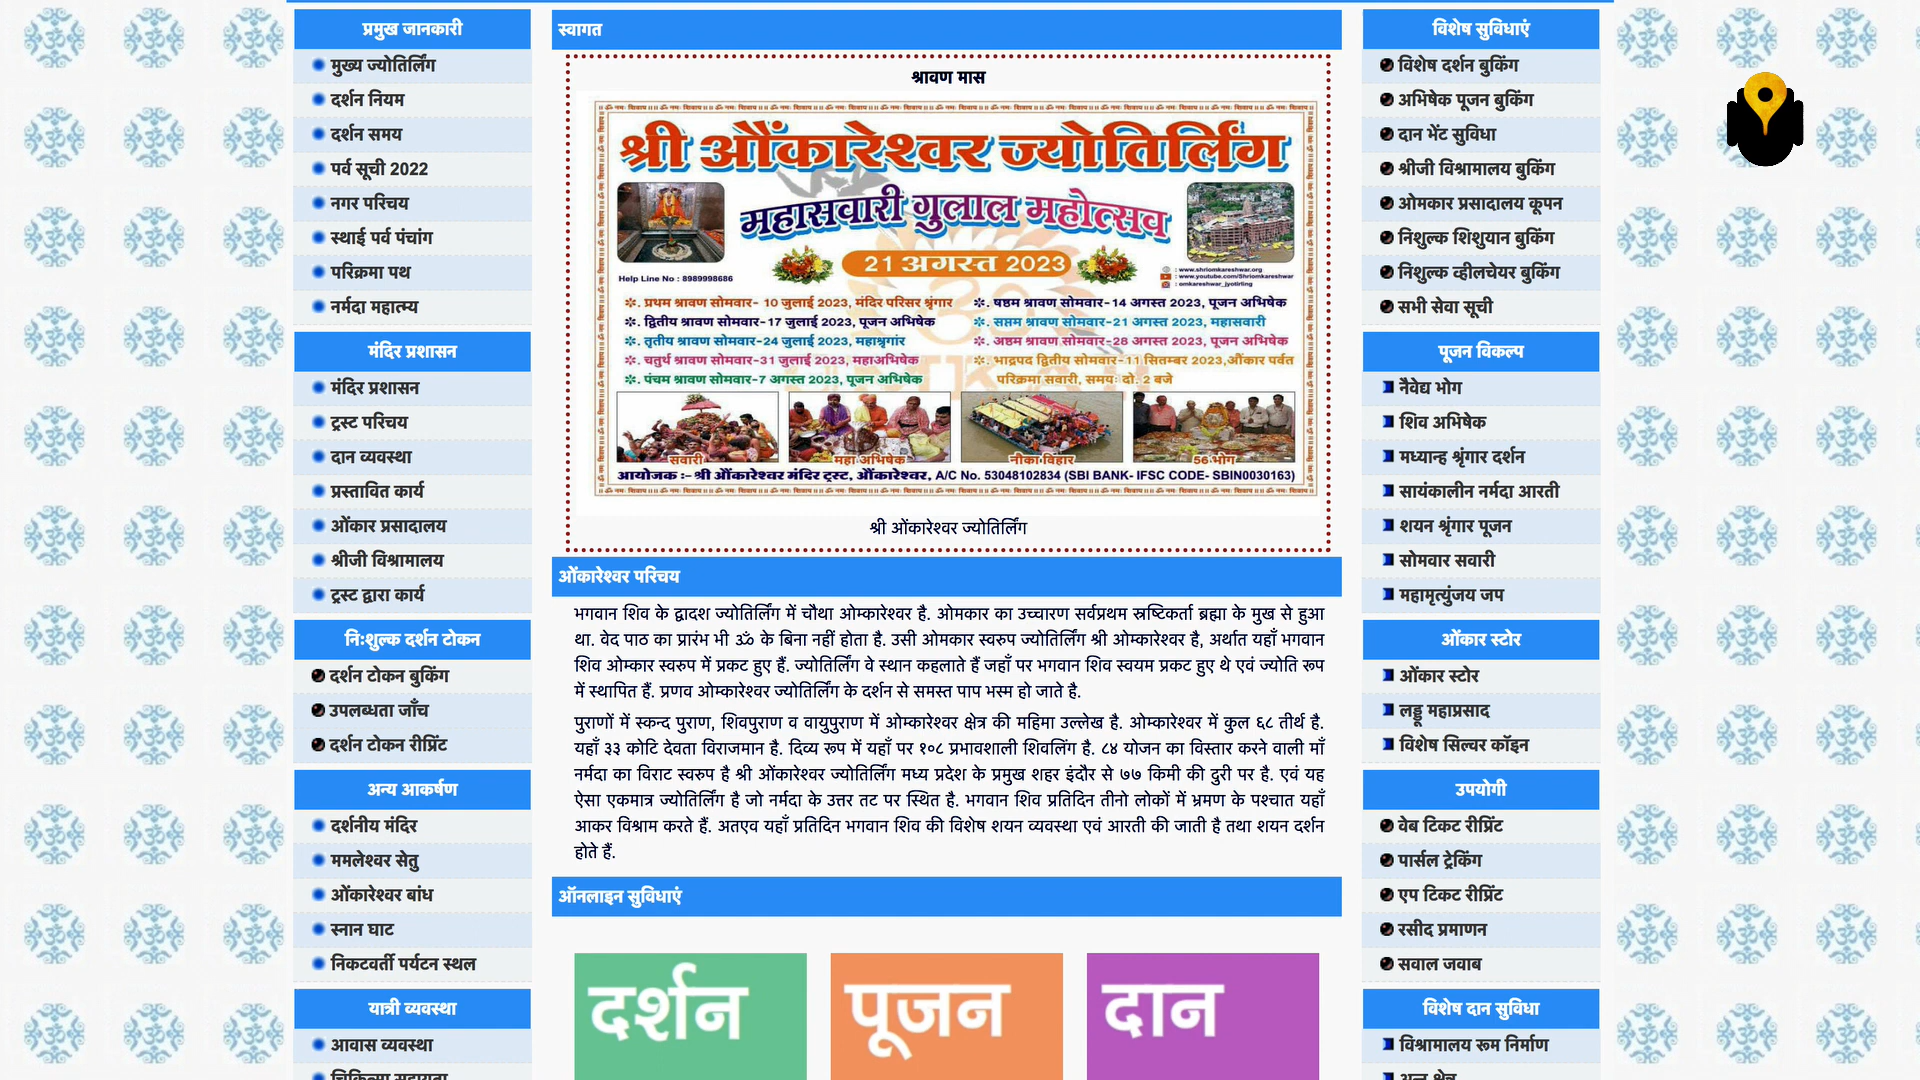 प्रमुख जानकारी
मुख्य ज्योतिर्लिंग
दर्शन नियम
दर्शन समय
पर्व सूची 2022
नगर परिचय
स्थाई पर्व पंचांग
परिक्रमा पथ
नर्मदा महात्म्य
मंदिर प्रशासन
मंदिर प्रशासन
ट्रस्ट परिचय
दान व्यवस्था
प्रस्तावित कार्य
ओंकार प्रसादालय
श्रीजी विश्रामालय
ट्रस्ट द्वारा कार्य
निःशुल्क दर्शन टोकन
दर्शन टोकन बुकिंग
उपलब्धता जाँच
दर्शन टोकन रीप्रिंट
अन्य आकर्षण
दर्शनीय मंदिर
ममलेश्वर सेतु
ओंकारेश्वर बांध
स्नान घाट
निकटवर्ती पर्यटन स्थल
यात्री व्यवस्था
आवास व्यवस्था
स्वागत
श्रावण मास
श्री ओंकारेश्वर ज्योतिर्लिंग
महासवारी गुलाल महोत्सव
21 अगस्त 2023
Help Line No : 8989998686
: www.shriomkareshwar.org
: www.youtube.com/Shriomkareshwar
: omkareshwar_jyotirling
✲. प्रथम श्रावण सोमवार- 10 जुलाई 2023, मंदिर परिसर श्रृंगार
✲. द्वितीय श्रावण सोमवार-17 जुलाई 2023, पूजन अभिषेक
✲. तृतीय श्रावण सोमवार-24 जुलाई 2023, महाश्रृगांर
✲. चतुर्थ श्रावण सोमवार-31 जुलाई 2023, महाअभिषेक
✲. पंचम श्रावण सोमवार-7 अगस्त 2023, पूजन अभिषेक
✲. षष्ठम श्रावण सोमवार-14 अगस्त 2023, पूजन अभिषेक
✲. सप्तम श्रावण सोमवार-21 अगस्त 2023, महासवारी
✲. अष्ठम श्रावण सोमवार-28 अगस्त 2023, पूजन अभिषेक
✲. भाद्रपद द्वितीय सोमवार-11 सितम्बर 2023,ओंकार पर्वत
परिक्रमा सवारी, समयः दो. 2 बजे
सवारी महा अभिषेक नौका विहार 56 भोग
आयोजक :- श्री ओंकारेश्वर मंदिर ट्रस्ट, ओंकारेश्वर, A/C No. 53048102834 (SBI BANK- IFSC CODE- SBIN0030163)
श्री ओंकारेश्वर ज्योतिर्लिंग
ओंकारेश्वर परिचय
भगवान शिव के द्वादश ज्योतिर्लिंग में चौथा ओम्कारेश्वर है. ओमकार का उच्चारण सर्वप्रथम स्रष्टिकर्ता ब्रह्मा के मुख से हुआ
था. वेद पाठ का प्रारंभ भी ॐ के बिना नहीं होता है. उसी ओमकार स्वरुप ज्योतिर्लिंग श्री ओम्कारेश्वर है, अर्थात यहाँ भगवान
शिव ओम्कार स्वरुप में प्रकट हुए हैं. ज्योतिर्लिंग वे स्थान कहलाते हैं जहाँ पर भगवान शिव स्वयम प्रकट हुए थे एवं ज्योति रूप
में स्थापित हैं. प्रणव ओम्कारेश्वर ज्योतिर्लिंग के दर्शन से समस्त पाप भस्म हो जाते है.
पुराणों में स्कन्द पुराण, शिवपुराण व वायुपुराण में ओम्कारेश्वर क्षेत्र की महिमा उल्लेख है. ओम्कारेश्वर में कुल ६८ तीर्थ है.
यहाँ ३३ कोटि देवता विराजमान है. दिव्य रूप में यहाँ पर १०८ प्रभावशाली शिवलिंग है. ८४ योजन का विस्तार करने वाली माँ
नर्मदा का विराट स्वरुप है श्री ओंकारेश्वर ज्योतिर्लिंग मध्य प्रदेश के प्रमुख शहर इंदौर से ७७ किमी की दुरी पर है. एवं यह
ऐसा एकमात्र ज्योतिर्लिंग है जो नर्मदा के उत्तर तट पर स्थित है. भगवान शिव प्रतिदिन तीनो लोकों में भ्रमण के पश्चात यहाँ
आकर विश्राम करते हैं. अतएव यहाँ प्रतिदिन भगवान शिव की विशेष शयन व्यवस्था एवं आरती की जाती है तथा शयन दर्शन
होते हैं.
ऑनलाइन सुविधाएं
दर्शन
पूजन
दान
विशेष सुविधाएं
विशेष दर्शन बुकिंग
अभिषेक पूजन बुकिंग
दान भेंट सुविधा
श्रीजी विश्रामालय बुकिंग
ओमकार प्रसादालय कूपन
निशुल्क शिशुयान बुकिंग
निशुल्क व्हीलचेयर बुकिंग
सभी सेवा सूची
पूजन विकल्प
नैवेद्य भोग
शिव अभिषेक
मध्यान्ह श्रृंगार दर्शन
सायंकालीन नर्मदा आरती
शयन श्रृंगार पूजन
सोमवार सवारी
महामृत्युंजय जप
ओंकार स्टोर
ओंकार स्टोर
लड्डू महाप्रसाद
विशेष सिल्वर कॉइन
उपयोगी
वेब टिकट रीप्रिंट
पार्सल ट्रेकिंग
एप टिकट रीप्रिंट
रसीद प्रमाणन
सवाल जवाब
विशेष दान सुविधा
विश्रामालय रूम निर्माण